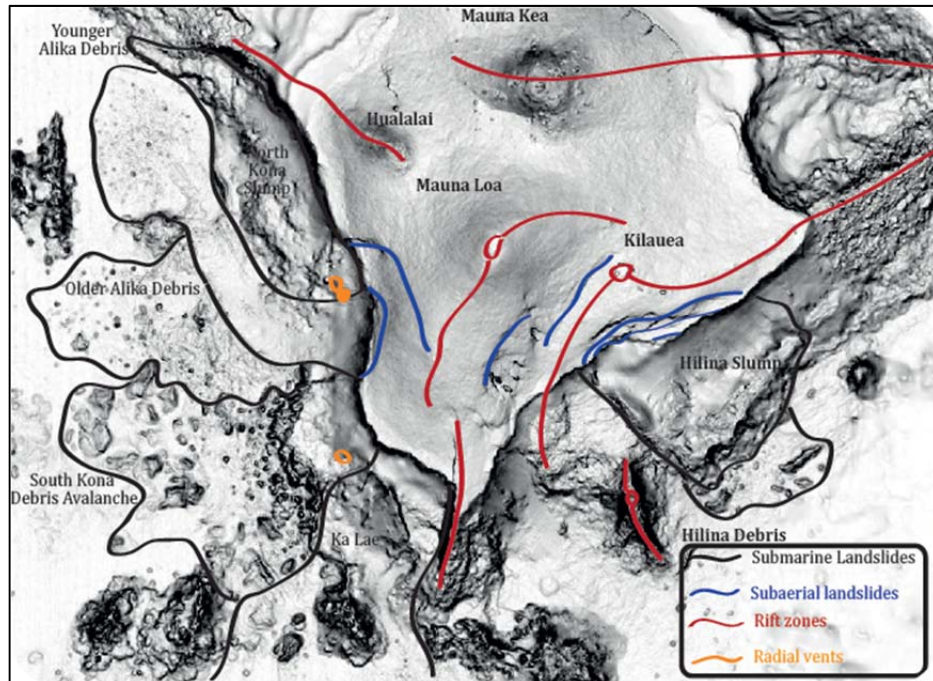 Mauna Kea
Younger
Alika Debris
Hualalai
North
Kona
Slump
Mauna Loa
Kilauea
Older Alika Debris
Hilina Slump
South Kona
Debris Avalanche
Ka Lae
Hilina Debris
Submarine Landslides
Subaerial landslides
Rift zones
Radial vents